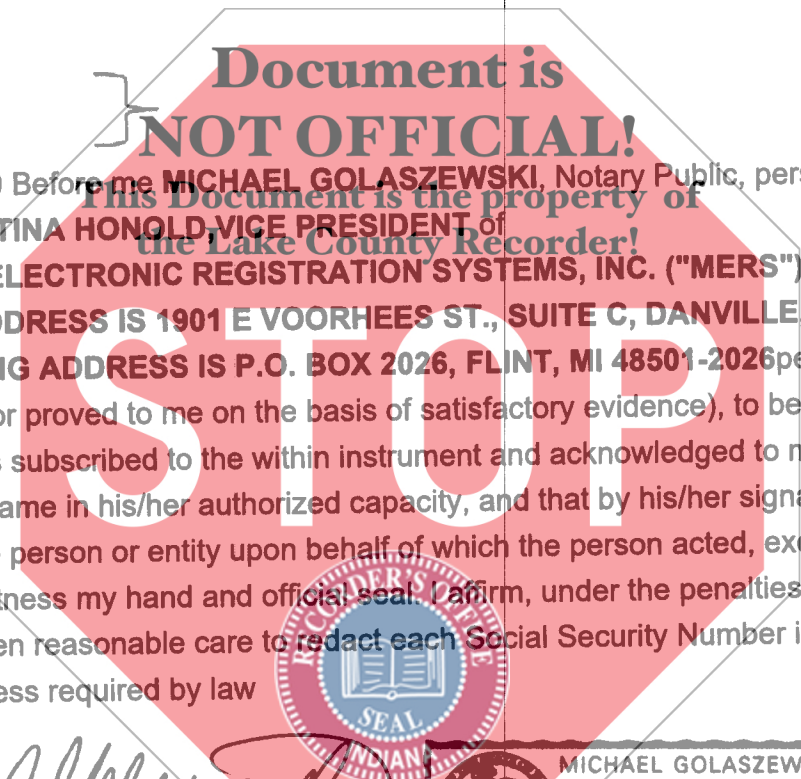 Document is
NOT OFFICIAL!
Before me MICHAEL GOLASZEWSKI, Notary Public, pers
This Document is the property of
TINA HONOLD, VICE PRESIDENT of
the Lake County Recorder!
ELECTRONIC REGISTRATION SYSTEMS, INC. ("MERS")
DDRESS IS 1901 E VOORHEES ST., SUITE C, DANVILLE
NG ADDRESS IS P.O. BOX 2026, FLINT, MI 48501-2026pe
STOP
or proved to me on the basis of satisfactory evidence), to be
s subscribed to the within instrument and acknowledged to m
ame in his/her authorized capacity, and that by his/her signa
e person or entity upon behalf of which the person acted, exe
tness my hand and official seal. I affirm, under the penalties
en reasonable care to redact each Social Security Number i
ess required by law
RECORDER'S OFFICE
SEAL
INDIANA
MICHAEL GOLASZEW